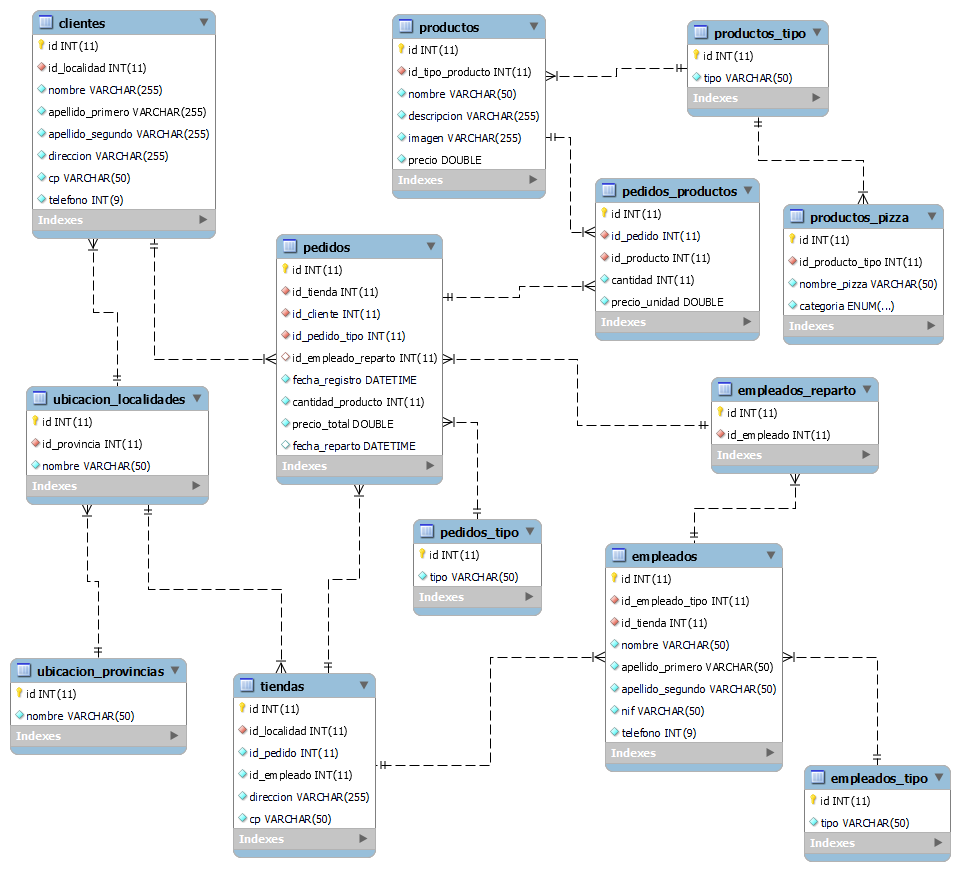 clientes
id INT(11)
id_localidad INT(11)
nombre VARCHAR(255)
apellido_primero VARCHAR(255)
apellido_segundo VARCHAR(255)
direccion VARCHAR(255)
cp VARCHAR(50)
telefono INT(9)
Indexes
productos
id INT(11)
id_tipo_producto INT(11)
nombre VARCHAR(50)
descripcion VARCHAR(255)
imagen VARCHAR(255)
precio DOUBLE
Indexes
productos_tipo
id INT(11)
tipo VARCHAR(50)
Indexes
pedidos_productos
id INT(11)
id_pedido INT(11)
id_producto INT(11)
cantidad INT(11)
precio_unidad DOUBLE
Indexes
productos_pizza
id INT(11)
id_producto_tipo INT(11)
nombre_pizza VARCHAR(50)
categoria ENUM(...)
Indexes
pedidos
id INT(11)
id_tienda INT(11)
id_cliente INT(11)
id_pedido_tipo INT(11)
id_empleado_reparto INT(11)
fecha_registro DATETIME
cantidad_producto INT(11)
precio_total DOUBLE
fecha_reparto DATETIME
Indexes
ubicacion_localidades
id INT(11)
id_provincia INT(11)
nombre VARCHAR(50)
Indexes
empleados_reparto
id INT(11)
id_empleado INT(11)
Indexes
pedidos_tipo
id INT(11)
tipo VARCHAR(50)
Indexes
empleados
id INT(11)
id_empleado_tipo INT(11)
id_tienda INT(11)
nombre VARCHAR(50)
apellido_primero VARCHAR(50)
apellido_segundo VARCHAR(50)
nif VARCHAR(50)
telefono INT(9)
Indexes
ubicacion_provincias
id INT(11)
nombre VARCHAR(50)
Indexes
tiendas
id INT(11)
id_localidad INT(11)
id_pedido INT(11)
id_empleado INT(11)
direccion VARCHAR(255)
cp VARCHAR(50)
Indexes
empleados_tipo
id INT(11)
tipo VARCHAR(50)
Indexes